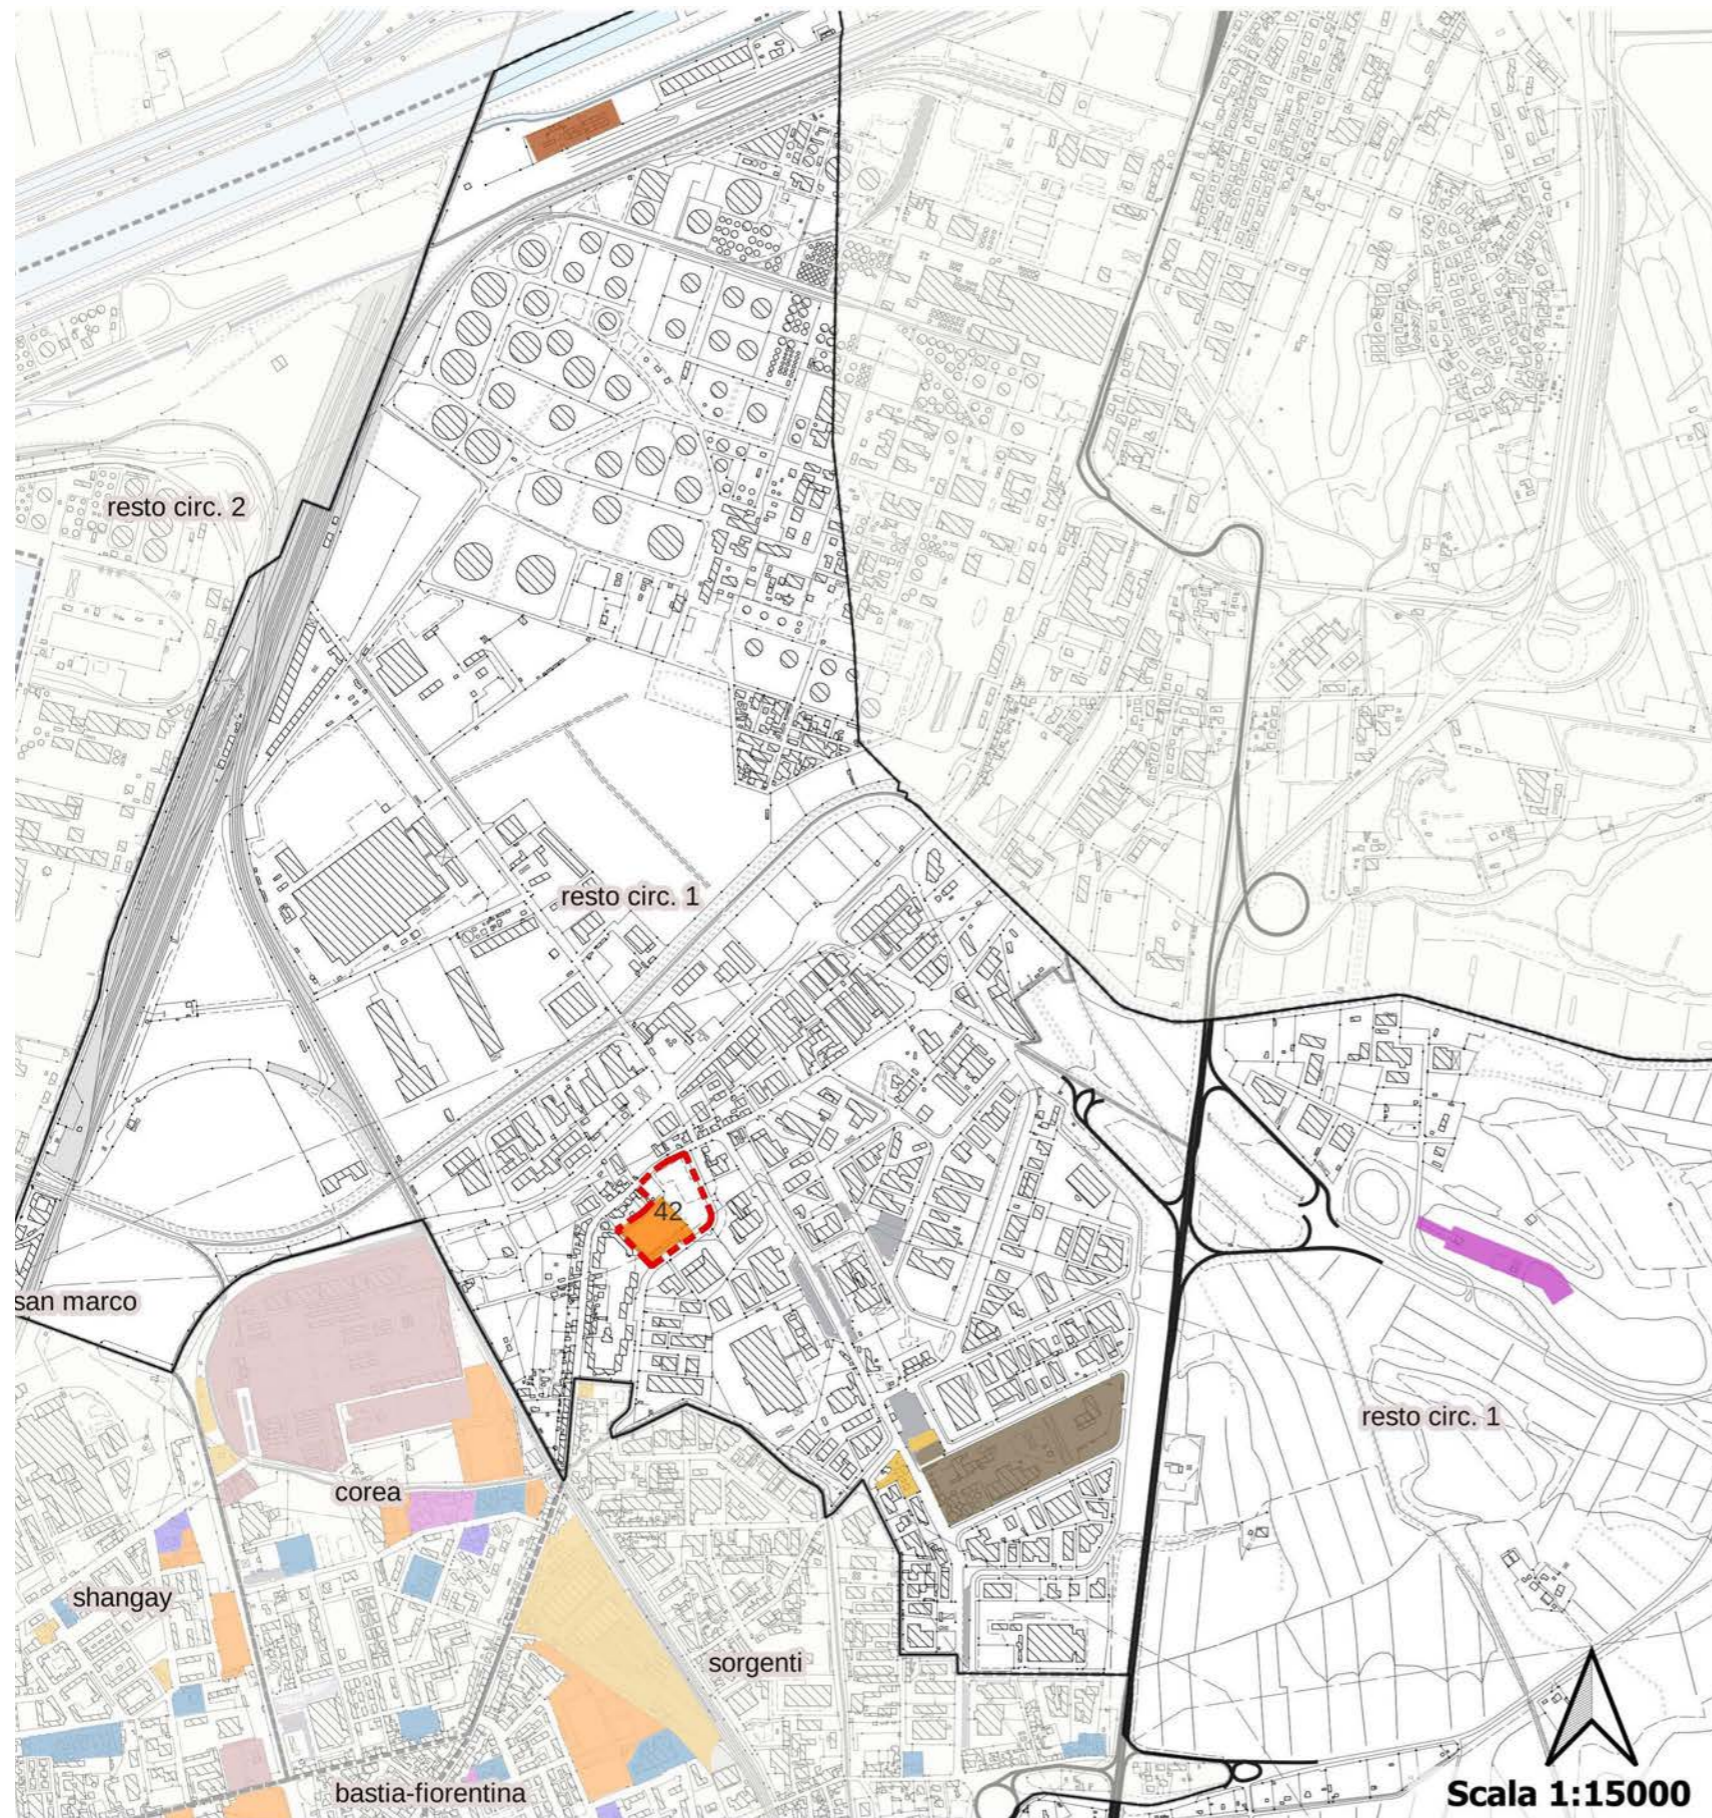 resto circ. 2
resto circ. 1
42
san marco
resto circ. 1
corea
shangay
sorgenti
bastia-fiorentina
Scala 1:15000